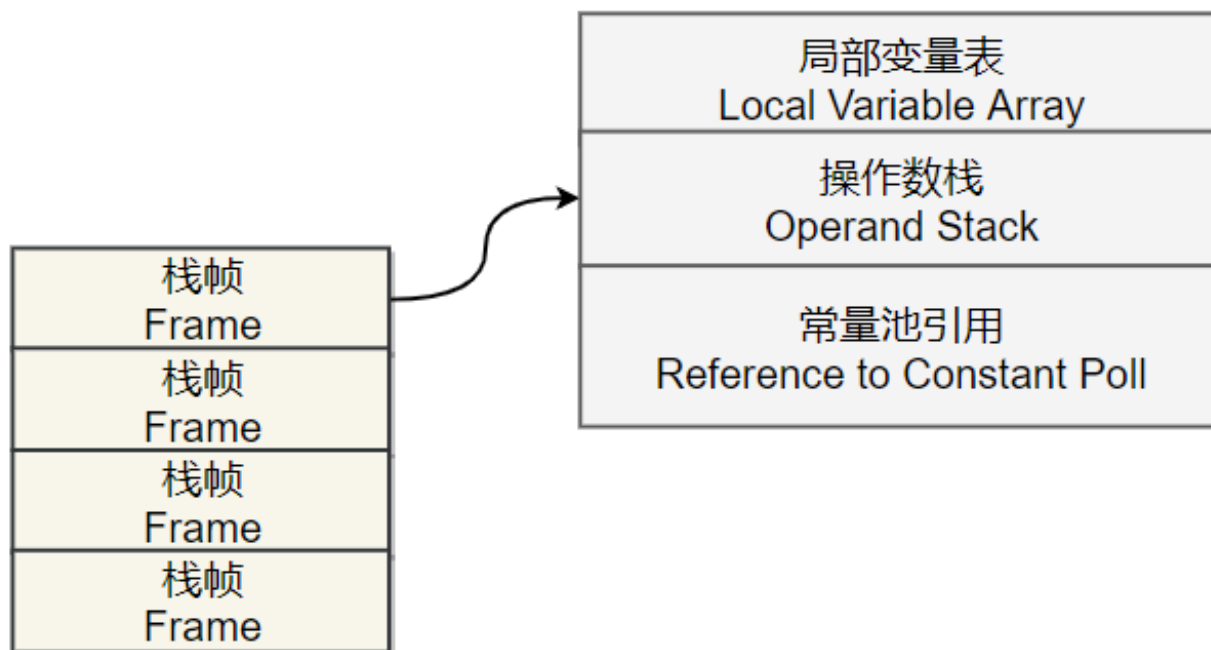 局部变量表
Local Variable Array
操作数栈
Operand Stack
常量池引用
Reference to Constant Poll
栈帧
Frame
栈帧
Frame
栈帧
Frame
栈帧
Frame